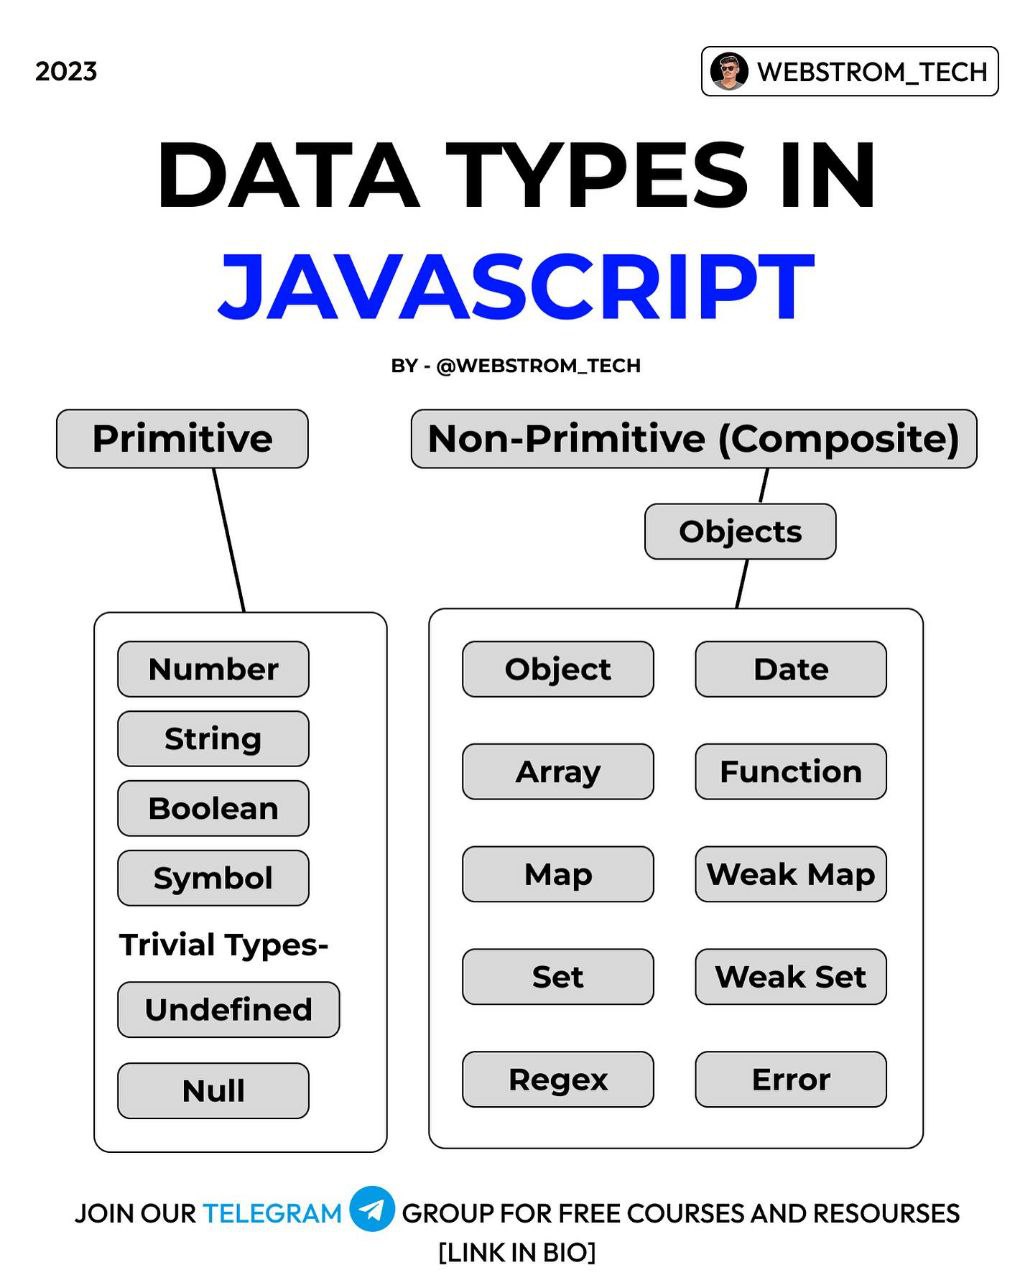 2023
WEBSTROM_TECH
DATA TYPES IN
JAVASCRIPT
BY - @WEBSTROM_TECH
Primitive
Non-Primitive (Composite)
Objects
Number
String
Boolean
Symbol
Trivial Types-
Undefined
Null
Object
Date
Array
Function
Map
Weak Map
Set
Weak Set
Regex
Error
JOIN OUR TELEGRAM GROUP FOR FREE COURSES AND RESOURSES
[LINK IN BIO]